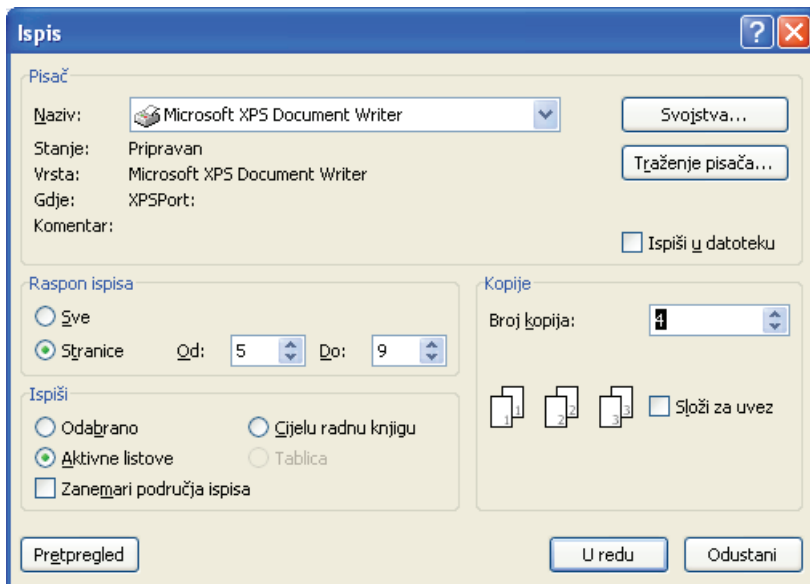 Ispis
Pisač
Naziv: Microsoft XPS Document Writer Svojstva...
Stanje: Pripravan
Traženje pisača...
Vrsta: Microsoft XPS Document Writer
Gdje: XPSPort:
Komentar:
Ispiši u datoteku
Raspon ispisa
Sve
Stranice Od: 5 Do: 9
Kopije
Broj kopija: 4
1 1 2 2 3 3 Složi za uvez
Ispiši
Odabrano Cijelu radnu knjigu
Aktivne listove Tablica
Zanemari područja ispisa
Pretpregled U redu Odustani